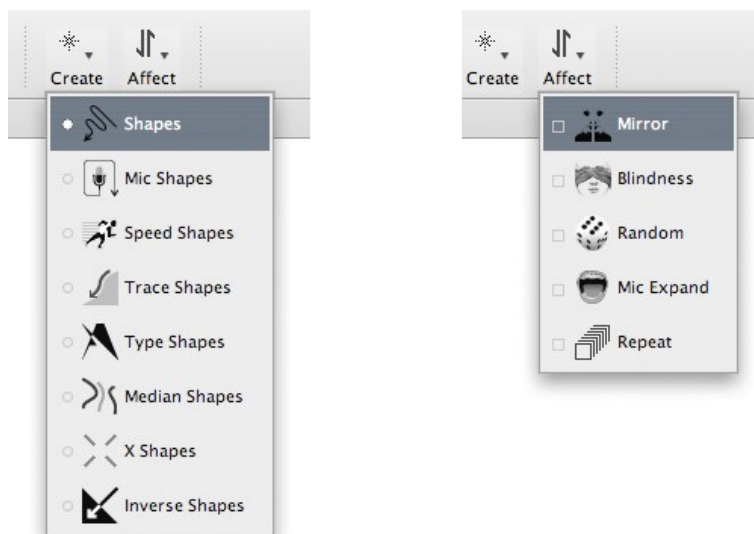 Create Affect
Shapes
Mic Shapes
Speed Shapes
Trace Shapes
Type Shapes
Median Shapes
X Shapes
Inverse Shapes
Create Affect
Mirror
Blindness
Random
Mic Expand
Repeat